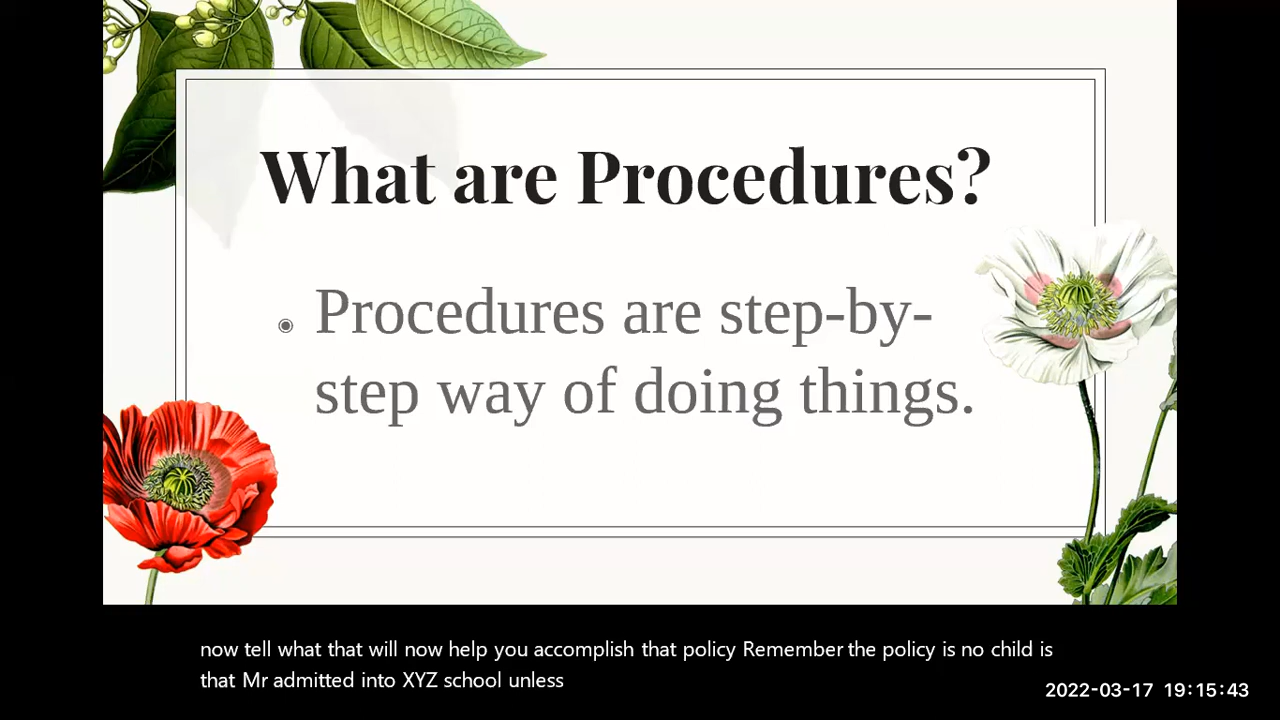 What are Procedures?
Procedures are step-by-
step way of doing things.
now tell what that will now help you accomplish that policy Remember the policy is no child is
that Mr admitted into XYZ school unless
2022-03-17 19:15:43